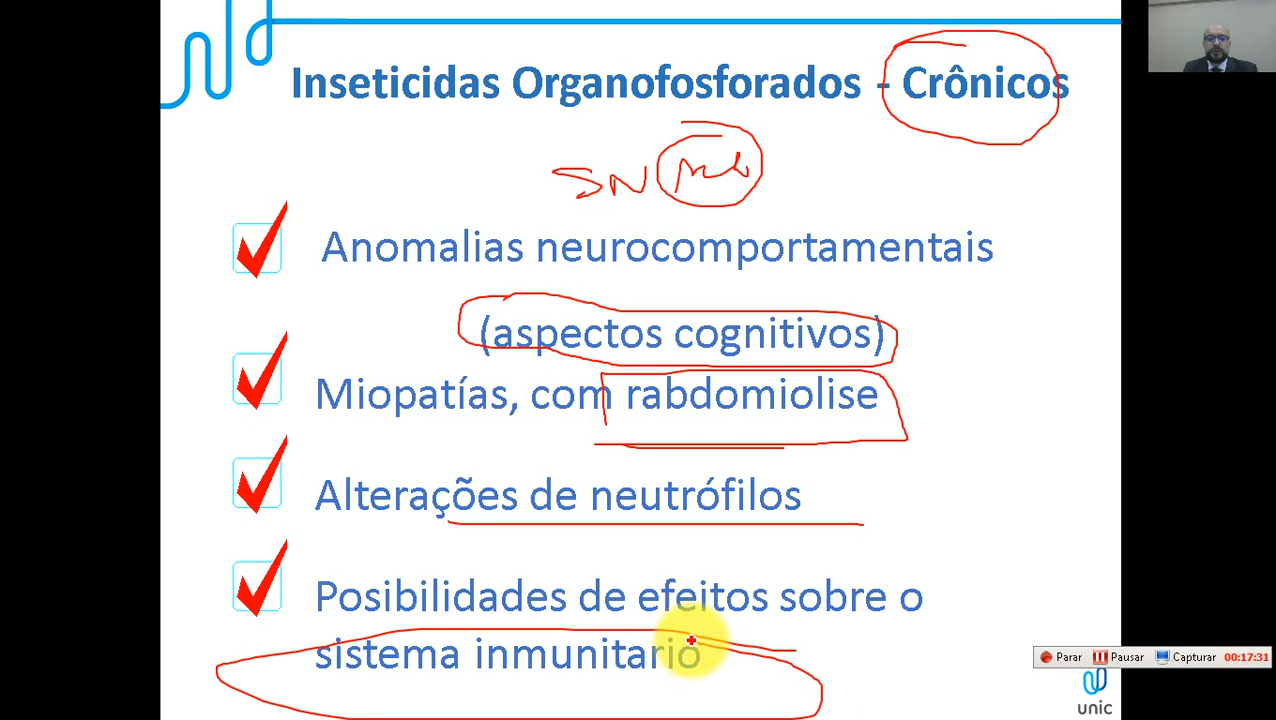 Inseticidas Organofosforados - Crônicos
SN
Anomalias neurocomportamentais
(aspectos cognitivos)
Miopatías, com rabdomiolise
Alterações de neutrófilos
Posibilidades de efeitos sobre o
sistema inmunitario
Parar Pausar Capturar 00:17:31
unic